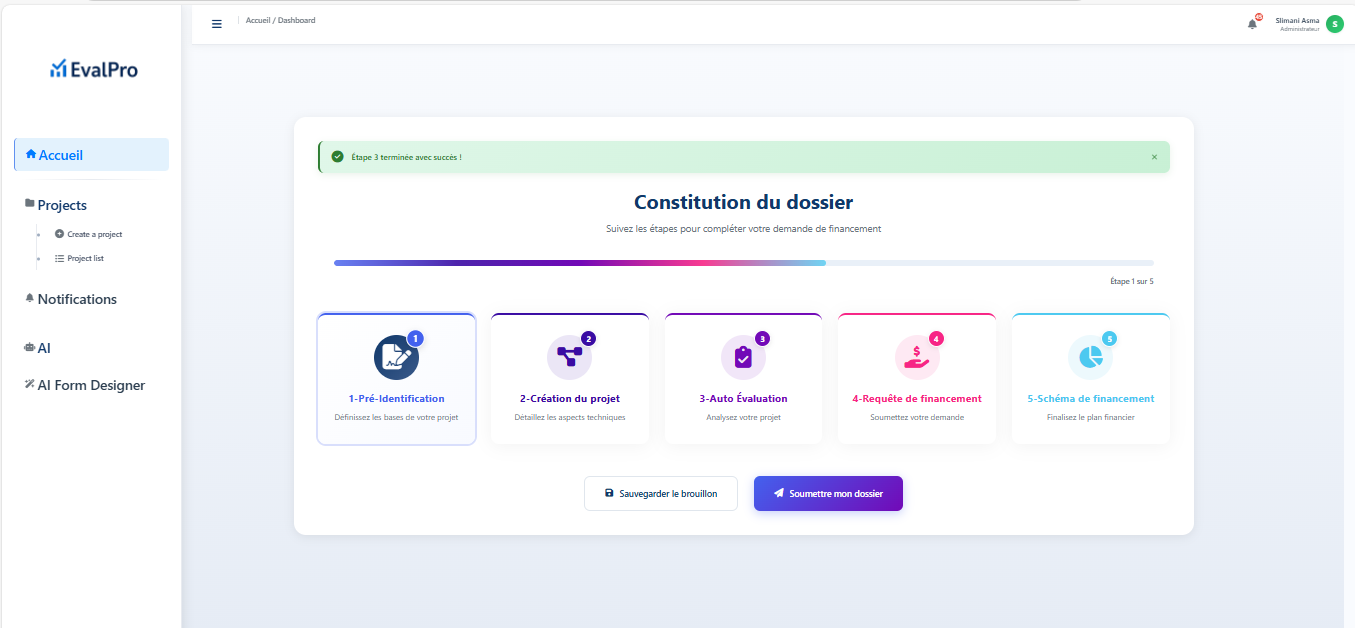 Accueil / Dashboard
Slimani Asma
Administrateur
S
EvalPro
Accueil
Projects
Create a project
Project list
Notifications
AI
AI Form Designer
Étape 3 terminée avec succès !
×
Constitution du dossier
Suivez les étapes pour compléter votre demande de financement
Étape 1 sur 5
1
1-Pré-Identification
Définissez les bases de votre projet
2
2-Création du projet
Détaillez les aspects techniques
3
3-Auto Évaluation
Analysez votre projet
$
4
4-Requête de financement
Soumettez votre demande
5
5-Schéma de financement
Finalisez le plan financier
Sauvegarder le brouillon
Soumettre mon dossier